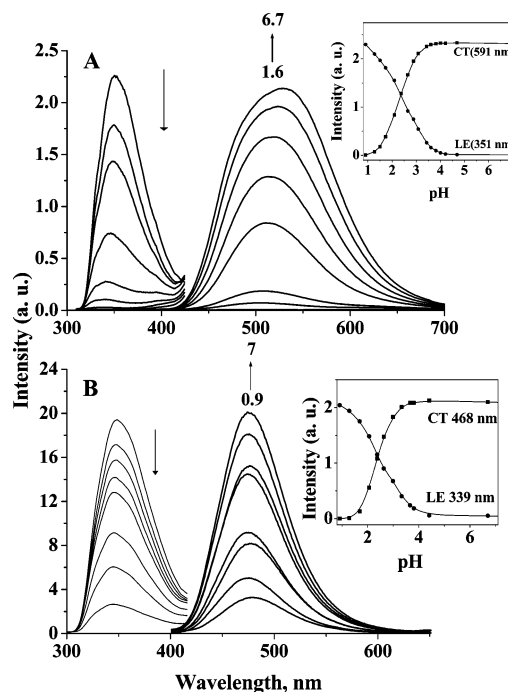 A
6.7
1.6
2.5
2.0
1.5
1.0
0.5
0.0
300
400
500
600
700
Intensity (a. u.)
2
1
0
CT(591 nm
LE(351 nm
1 2 3 4 5 6
pH
Intensity (a. u.)
B
7
0.9
24
20
16
12
8
4
0
300
400
500
600
Wavelength, nm
Intensity (a. u.)
2
1
0
CT 468 nm
LE 339 nm
2 4 6
pH